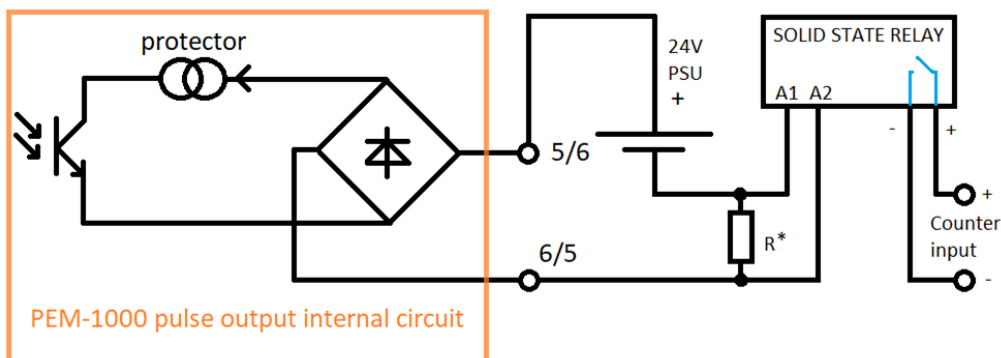 protector
5/6
6/5
PEM-1000 pulse output internal circuit
24V
PSU
+
R*
SOLID STATE RELAY
A1 A2
- +
+
Counter
input
-